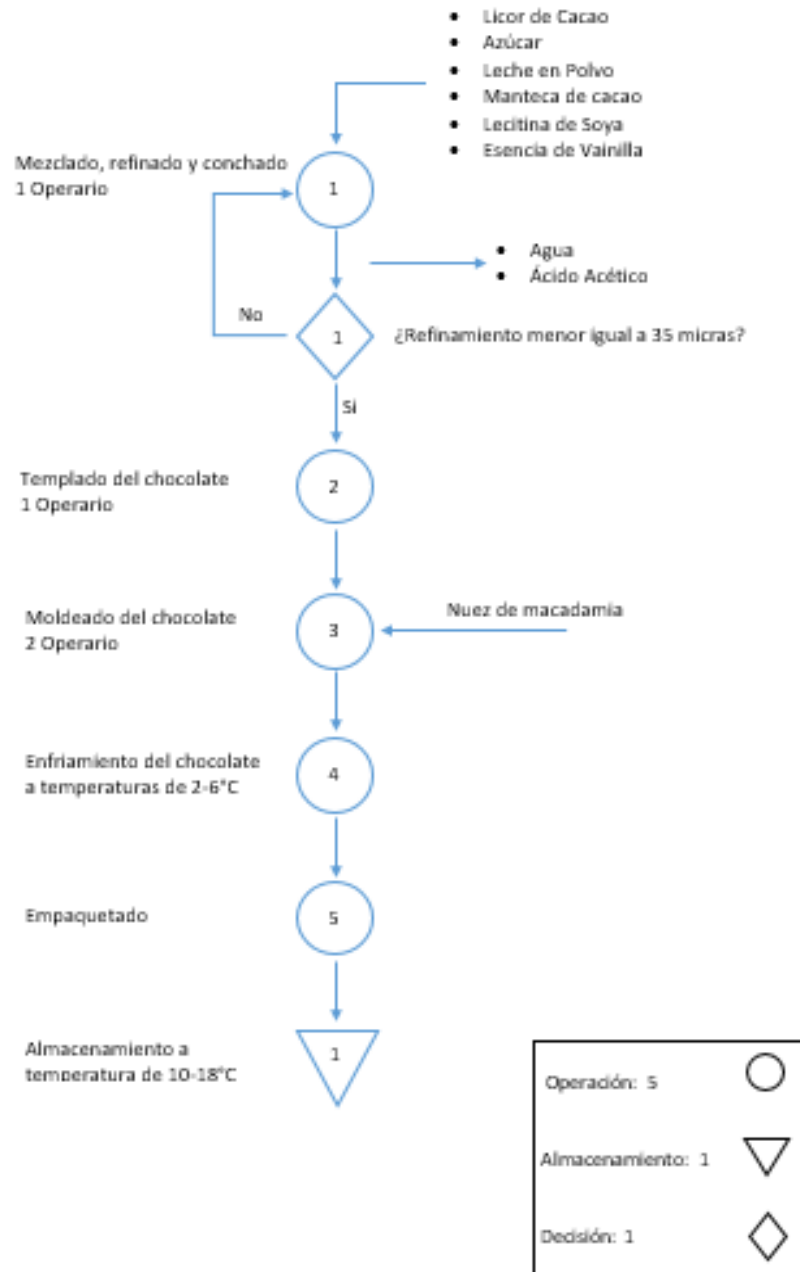 • Licor de Cacao
• Azúcar
• Leche en Polvo
• Manteca de cacao
• Lecitina de Soya
• Esencia de Vainilla
Mezclado, refinado y conchado
1 Operario
1
• Agua
• Ácido Acético
No
1
¿Refinamiento menor igual a 35 micras?
Si
Templado del chocolate
1 Operario
2
Moldeado del chocolate
2 Operario
3
Nuez de macadamia
Enfriamiento del chocolate
a temperaturas de 2-6°C
4
Empaquetado
5
Almacenamiento a
temperatura de 10-18°C
1
Operación: 5
Almacenamiento: 1
Decisión: 1